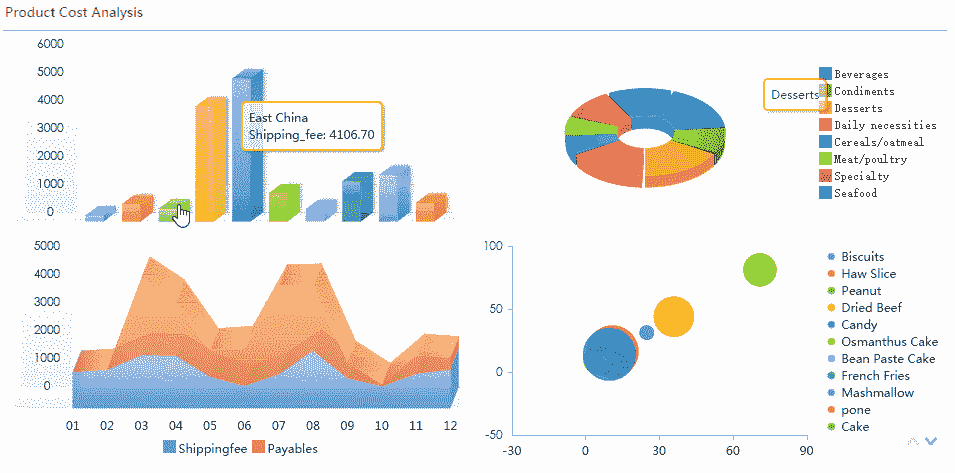 Product Cost Analysis
6000
5000
4000
3000
2000
1000
0
East China
Shipping_fee: 4106.70
Desserts
Beverages
Condiments
Desserts
Daily necessities
Cereals/oatmeal
Meat/poultry
Specialty
Seafood
5000
4000
3000
2000
1000
0
01 02 03 04 05 06 07 08 09 10 11 12
Shippingfee Payables
100
50
0
-50
-30 0 30 60 90
Biscuits
Haw Slice
Peanut
Dried Beef
Candy
Osmanthus Cake
Bean Paste Cake
French Fries
Mashmallow
pone
Cake